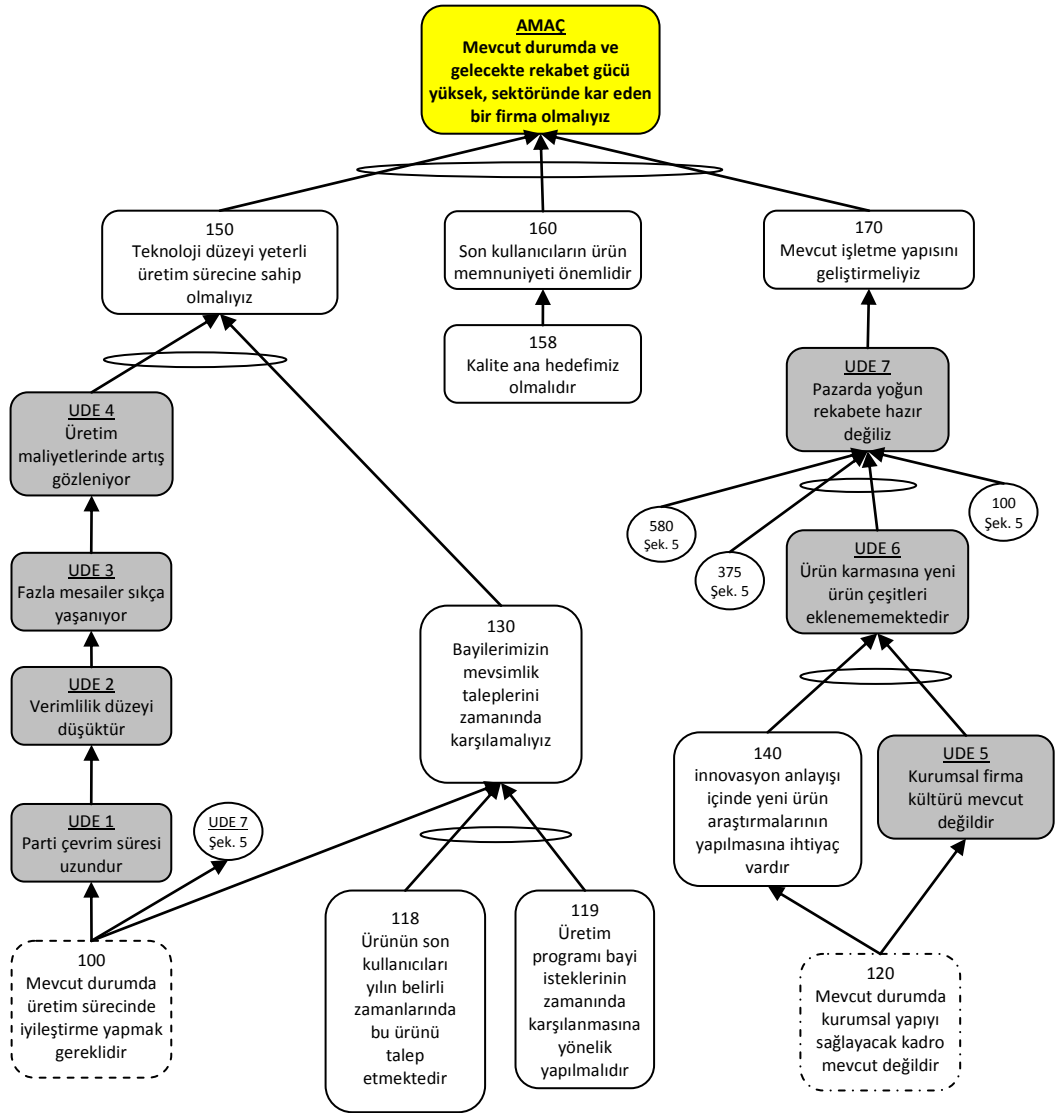 AMAÇ
Mevcut durumda ve
gelecekte rekabet gücü
yüksek, sektöründe kar eden
bir firma olmalıyız
150
Teknoloji düzeyi yeterli
üretim sürecine sahip
olmalıyız
160
Son kullanıcıların ürün
memnuniyeti önemlidir
170
Mevcut işletme yapısını
geliştirmeliyiz
158
Kalite ana hedefimiz
olmalıdır
UDE 7
Pazarda yoğun
rekabete hazır
değiliz
UDE 4
Üretim
maliyetlerinde artış
gözleniyor
580
Şek. 5
375
Şek. 5
100
Şek. 5
UDE 6
Ürün karmasına yeni
ürün çeşitleri
eklenememektedir
UDE 3
Fazla mesailer sıkça
yaşanıyor
130
Bayilerimizin
mevsimlik
taleplerini
zamanında
karşılamalıyız
UDE 2
Verimlilik düzeyi
düşüktür
140
innovasyon anlayışı
içinde yeni ürün
araştırmalarının
yapılmasına ihtiyaç
vardır
UDE 5
Kurumsal firma
kültürü mevcut
değildir
UDE 1
Parti çevrim süresi
uzundur
UDE 7
Şek. 5
100
Mevcut durumda
üretim sürecinde
iyileştirme yapmak
gereklidir
118
Ürünün son
kullanıcıları
yılın belirli
zamanlarında
bu ürünü
talep
etmektedir
119
Üretim
programı bayi
isteklerinin
zamanında
karşılanmasına
yönelik
yapılmalıdır
120
Mevcut durumda
kurumsal yapıyı
sağlayacak kadro
mevcut değildir